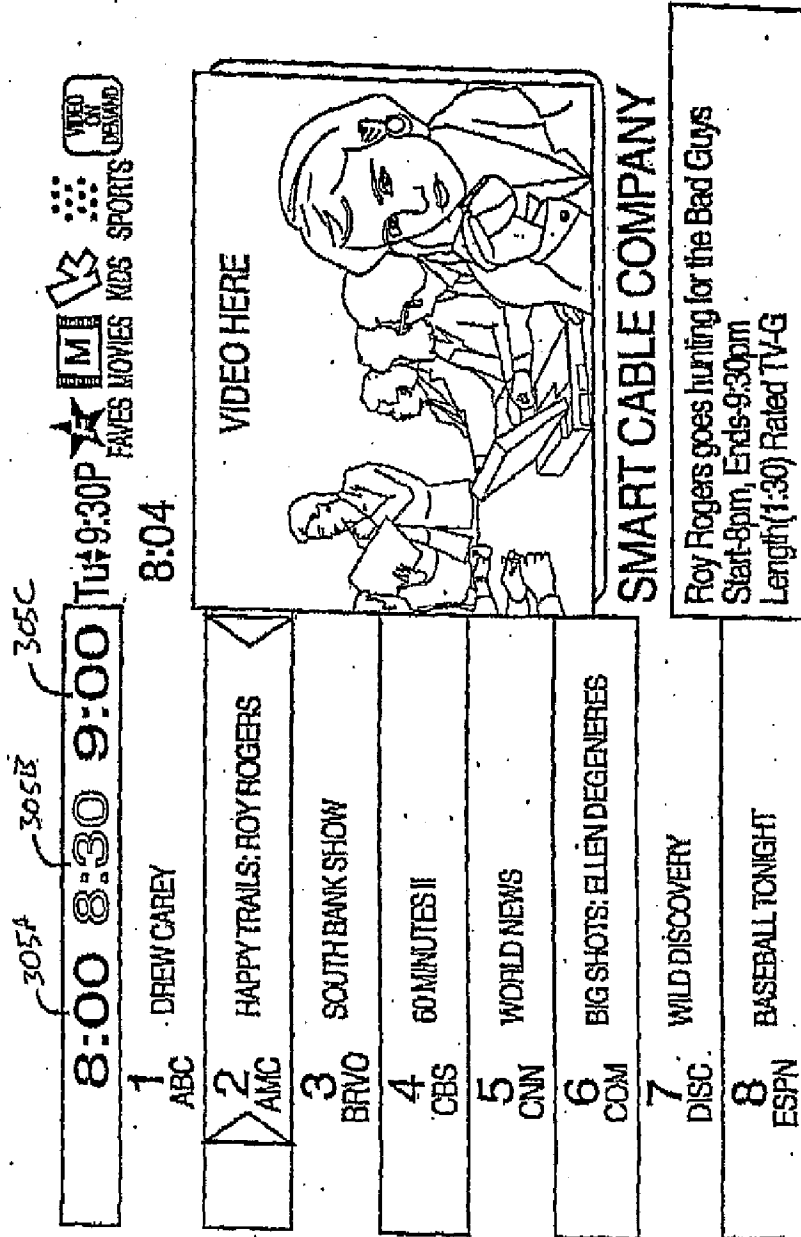 305A 305B 305C
8:00 8:30 9:00 Tu 9:30P
FAVES MOVIES KIDS SPORTS
M
VIDEO
ON
DEMAND
8:04
1
ABC
DREW CAREY
2
AMC
HAPPY TRAILS: ROY ROGERS
3
BRVO
SOUTH BANK SHOW
4
CBS
60 MINUTES II
5
CNN
WORLD NEWS
6
COM
BIG SHOTS: ELLEN DEGENERES
7
DISC.
WILD DISCOVERY
8
ESPN
BASEBALL TONIGHT
VIDEO HERE
SMART CABLE COMPANY
Roy Rogers goes hunting for the Bad Guys
Start-8pm, Ends-9:30pm
Length(1:30) Rated TV-G